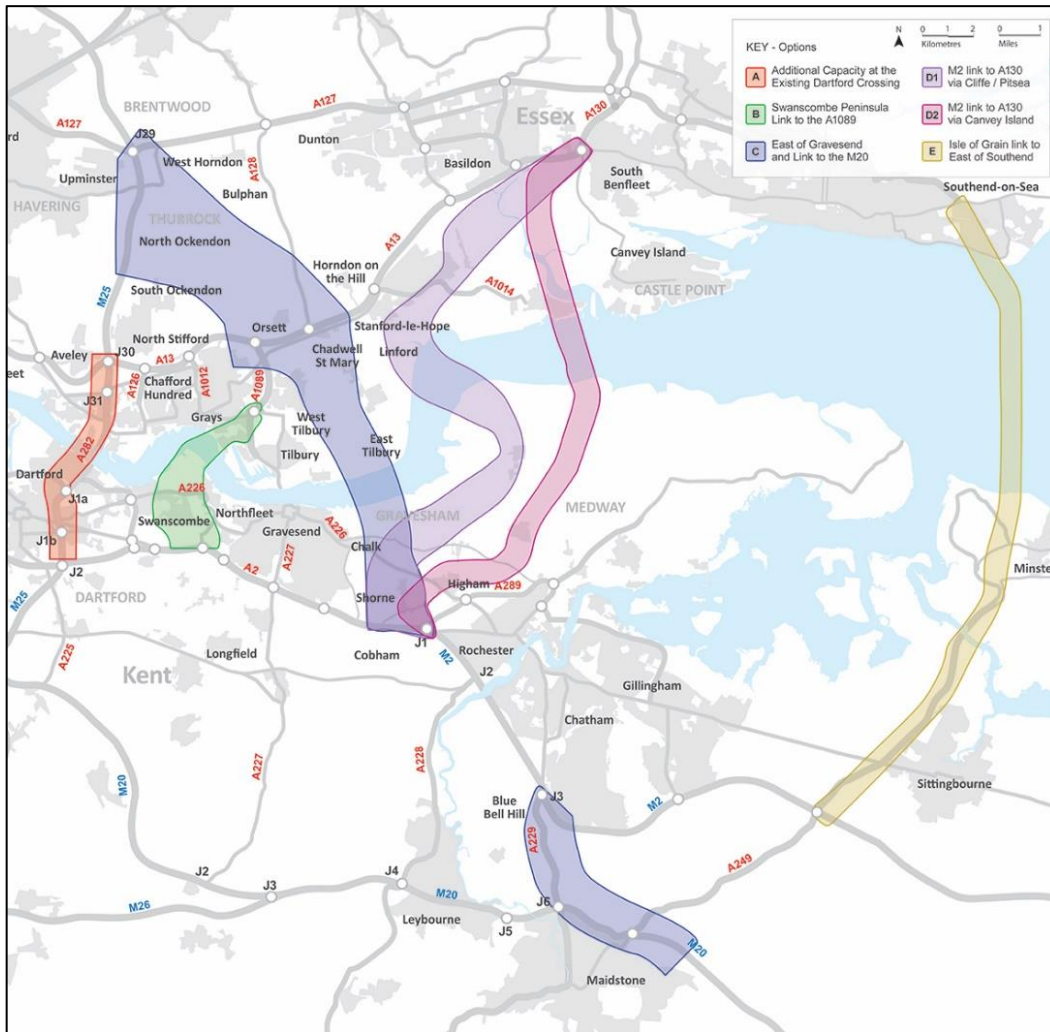 KEY - Options
N
0 1 2
Kilometres
0 1
Miles
A Additional Capacity at the
Existing Dartford Crossing
B Swanscombe Peninsula
Link to the A1089
C East of Gravesend
and Link to the M20
D1 M2 link to A130
via Cliffe / Pitsea
D2 M2 link to A130
via Canvey Island
E Isle of Grain link to
East of Southend
BRENTWOOD
A127
A130
Essex
A127
J29
Dunton
West Horndon
A128
Basildon
Upminster
Bulphan
South
Benfleet
Southend-on-Sea
HAVERING
THURROCK
North Ockendon
A13
Canvey Island
Horndon on
the Hill
M25
South Ockendon
A1014
CASTLE POINT
Stanford-le-Hope
Orsett
North Stifford
Linford
Aveley
J30
A13
Chadwell
St Mary
A126
Chafford
Hundred
A1012
A1089
J31
Grays
West
Tilbury
East
Tilbury
A282
Tilbury
Dartford
A226
J1a
Northfleet
GRAVESHAM
MEDWAY
Swanscombe
A226
J1b
Gravesend
Chalk
A227
Minste
J2
A2
Higham
A289
M25
DARTFORD
Shorne
J1
Rochester
A225
Longfield
Cobham
M2
J2
Kent
Gillingham
Chatham
A228
M20
A227
Sittingbourne
Blue
Bell Hill
J3
M2
A229
A249
J2
J3
J4
M20
M26
J6
Leybourne
J5
M20
Maidstone